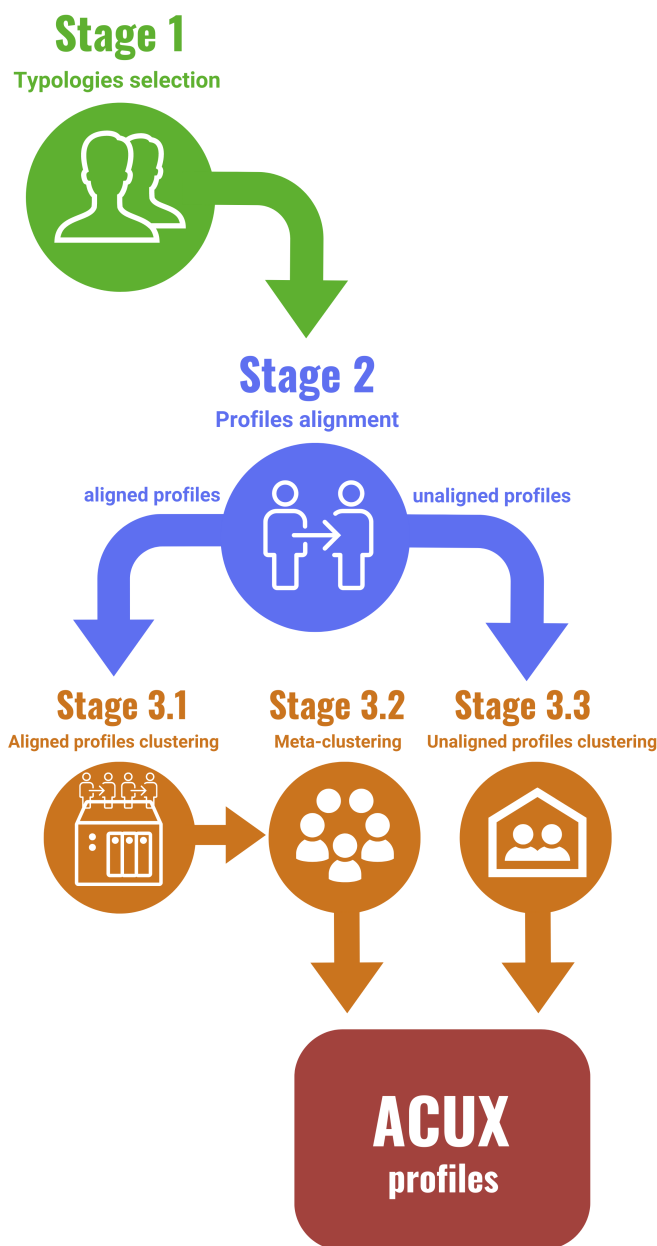 Stage 1
Typologies selection
Stage 2
Profiles alignment
aligned profiles
unaligned profiles
Stage 3.1
Aligned profiles clustering
Stage 3.2
Meta-clustering
Stage 3.3
Unaligned profiles clustering
ACUX
profiles